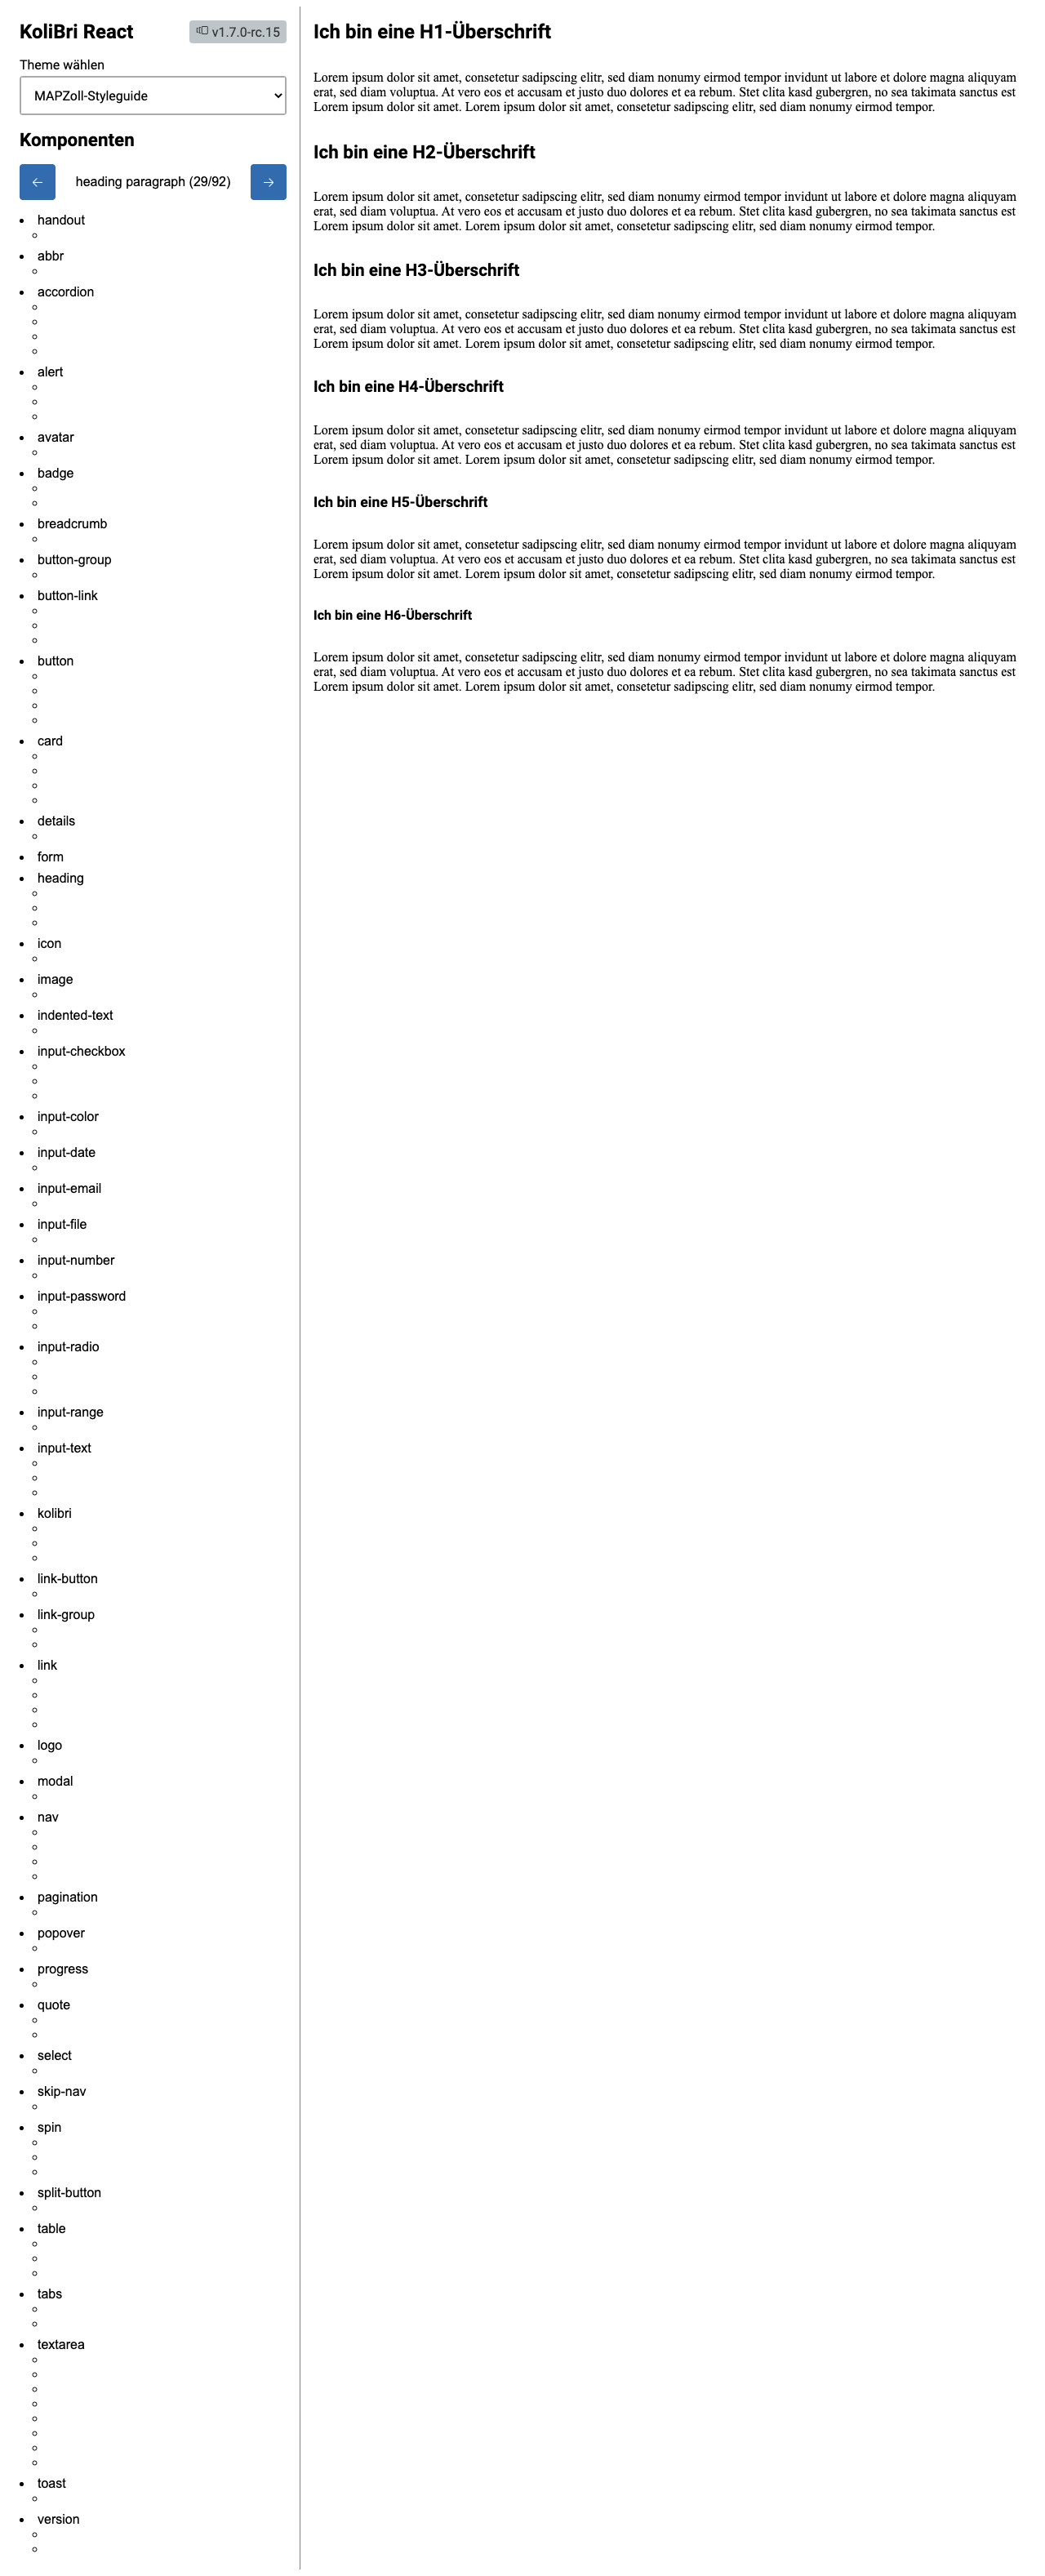 KoliBri React
v1.7.0-rc.15
Theme wählen
MAPZoll-Styleguide
Komponenten
← heading paragraph (29/92) →
handout
abbr
accordion
alert
avatar
badge
breadcrumb
button-group
button-link
button
card
details
form
heading
icon
image
indented-text
input-checkbox
input-color
input-date
input-email
input-file
input-number
input-password
input-radio
input-range
input-text
kolibri
link-button
link-group
link
logo
modal
nav
pagination
popover
progress
quote
select
skip-nav
spin
split-button
table
tabs
textarea
toast
version
Ich bin eine H1-Überschrift
Lorem ipsum dolor sit amet, consetetur sadipscing elitr, sed diam nonumy eirmod tempor invidunt ut labore et dolore magna aliquyam
erat, sed diam voluptua. At vero eos et accusam et justo duo dolores et ea rebum. Stet clita kasd gubergren, no sea takimata sanctus est
Lorem ipsum dolor sit amet. Lorem ipsum dolor sit amet, consetetur sadipscing elitr, sed diam nonumy eirmod tempor.
Ich bin eine H2-Überschrift
Lorem ipsum dolor sit amet, consetetur sadipscing elitr, sed diam nonumy eirmod tempor invidunt ut labore et dolore magna aliquyam
erat, sed diam voluptua. At vero eos et accusam et justo duo dolores et ea rebum. Stet clita kasd gubergren, no sea takimata sanctus est
Lorem ipsum dolor sit amet. Lorem ipsum dolor sit amet, consetetur sadipscing elitr, sed diam nonumy eirmod tempor.
Ich bin eine H3-Überschrift
Lorem ipsum dolor sit amet, consetetur sadipscing elitr, sed diam nonumy eirmod tempor invidunt ut labore et dolore magna aliquyam
erat, sed diam voluptua. At vero eos et accusam et justo duo dolores et ea rebum. Stet clita kasd gubergren, no sea takimata sanctus est
Lorem ipsum dolor sit amet. Lorem ipsum dolor sit amet, consetetur sadipscing elitr, sed diam nonumy eirmod tempor.
Ich bin eine H4-Überschrift
Lorem ipsum dolor sit amet, consetetur sadipscing elitr, sed diam nonumy eirmod tempor invidunt ut labore et dolore magna aliquyam
erat, sed diam voluptua. At vero eos et accusam et justo duo dolores et ea rebum. Stet clita kasd gubergren, no sea takimata sanctus est
Lorem ipsum dolor sit amet. Lorem ipsum dolor sit amet, consetetur sadipscing elitr, sed diam nonumy eirmod tempor.
Ich bin eine H5-Überschrift
Lorem ipsum dolor sit amet, consetetur sadipscing elitr, sed diam nonumy eirmod tempor invidunt ut labore et dolore magna aliquyam
erat, sed diam voluptua. At vero eos et accusam et justo duo dolores et ea rebum. Stet clita kasd gubergren, no sea takimata sanctus est
Lorem ipsum dolor sit amet. Lorem ipsum dolor sit amet, consetetur sadipscing elitr, sed diam nonumy eirmod tempor.
Ich bin eine H6-Überschrift
Lorem ipsum dolor sit amet, consetetur sadipscing elitr, sed diam nonumy eirmod tempor invidunt ut labore et dolore magna aliquyam
erat, sed diam voluptua. At vero eos et accusam et justo duo dolores et ea rebum. Stet clita kasd gubergren, no sea takimata sanctus est
Lorem ipsum dolor sit amet. Lorem ipsum dolor sit amet, consetetur sadipscing elitr, sed diam nonumy eirmod tempor.